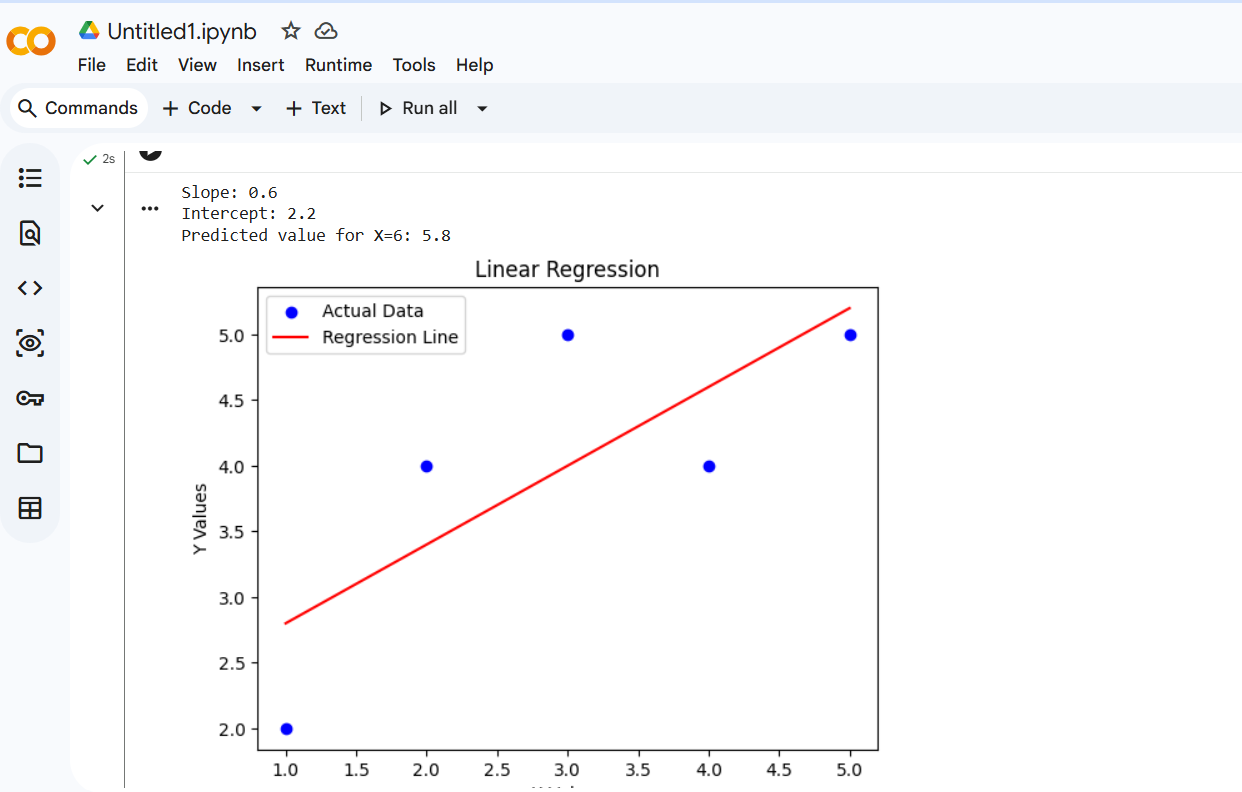 Untitled1.ipynb
File Edit View Insert Runtime Tools Help
Commands + Code + Text Run all
2s
Slope: 0.6
Intercept: 2.2
Predicted value for X=6: 5.8
Linear Regression
Actual Data
Regression Line
5.0
4.5
4.0
3.5
3.0
2.5
2.0
Y Values
1.0 1.5 2.0 2.5 3.0 3.5 4.0 4.5 5.0